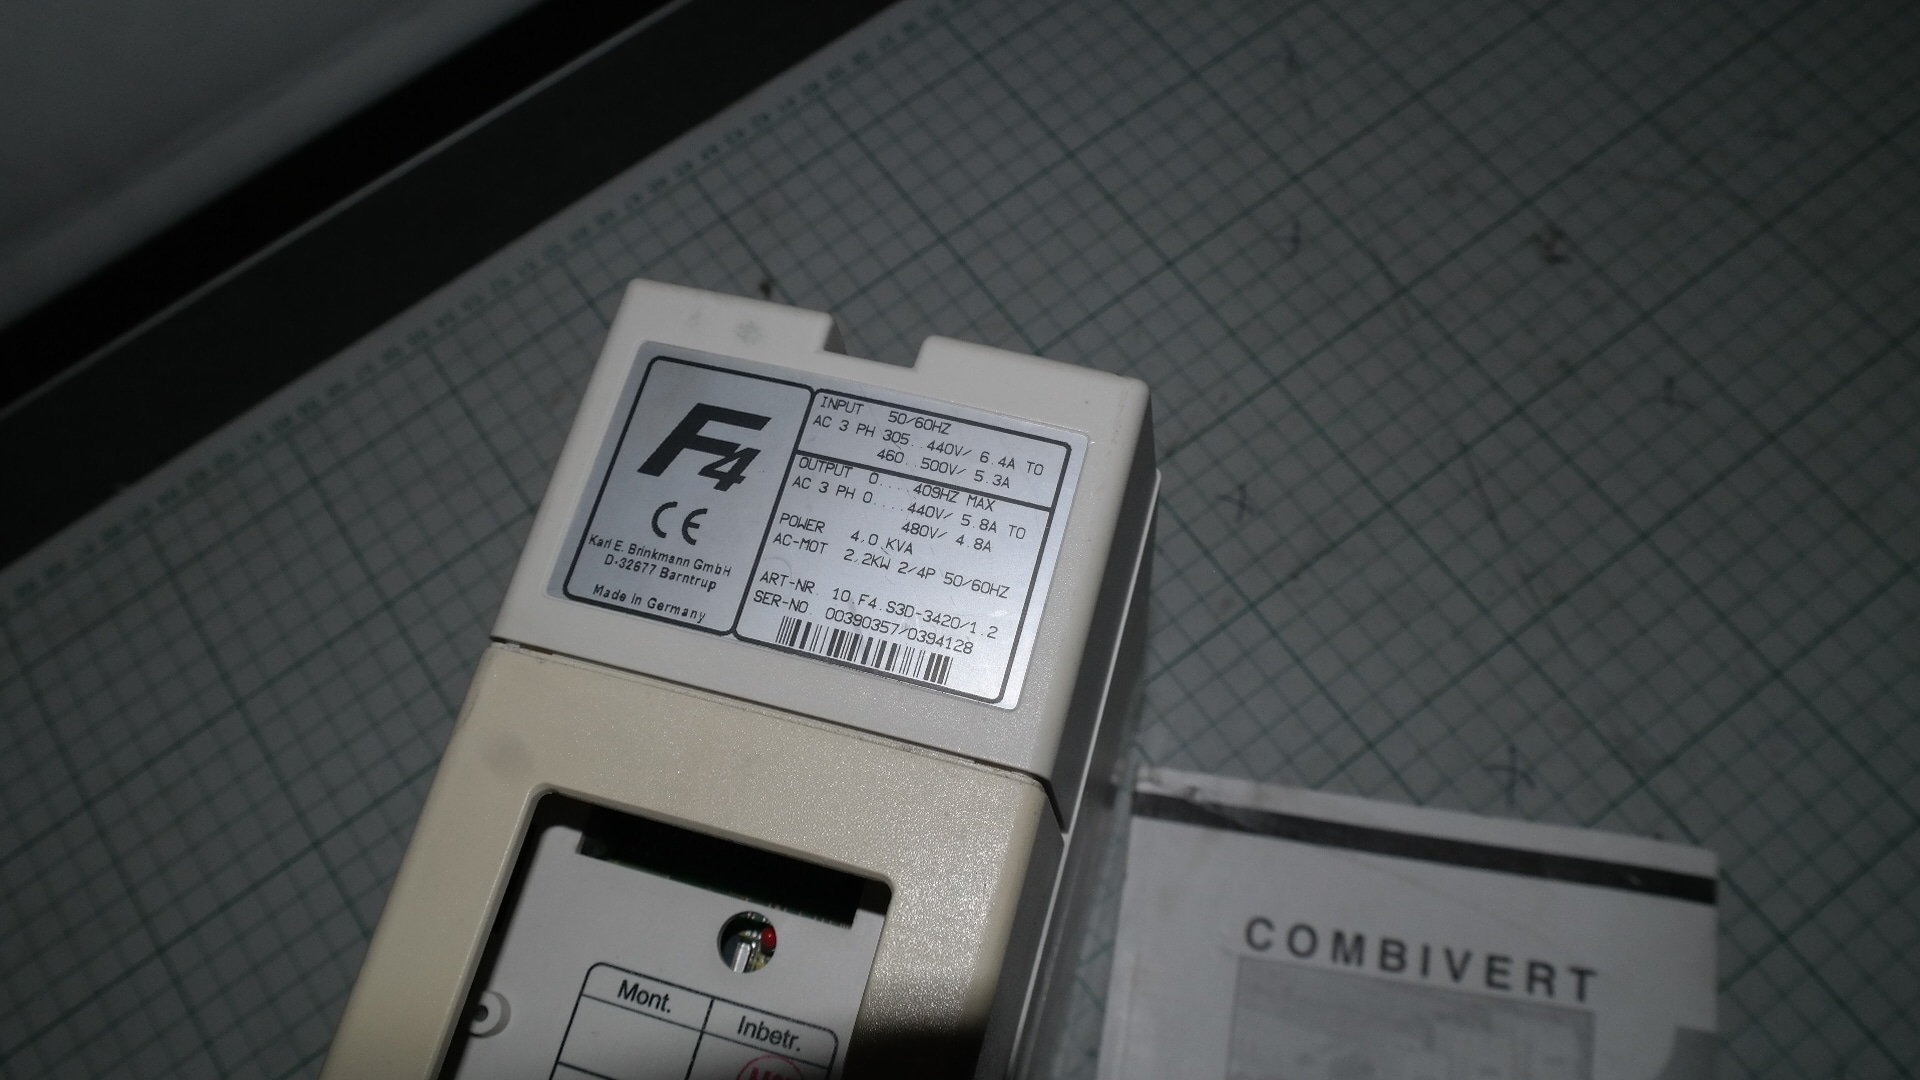 F4
CE
Karl E. Brinkmann GmbH
D-32677 Barntrup
Made in Germany
INPUT 50/60HZ
AC 3 PH 305..440V/ 6.4A TO
460..500V/ 5.3A
OUTPUT 0....409HZ MAX
AC 3 PH 0....440V/ 5.8A TO
480V/ 4.8A
POWER 4.0 KVA
AC-MOT 2.2KW 2/4P 50/60HZ
ART-NR. 10.F4.S3D-3420/1.2
SER-NO. 00390357/0394128
Mont.
Inbetr.
COMBIVERT